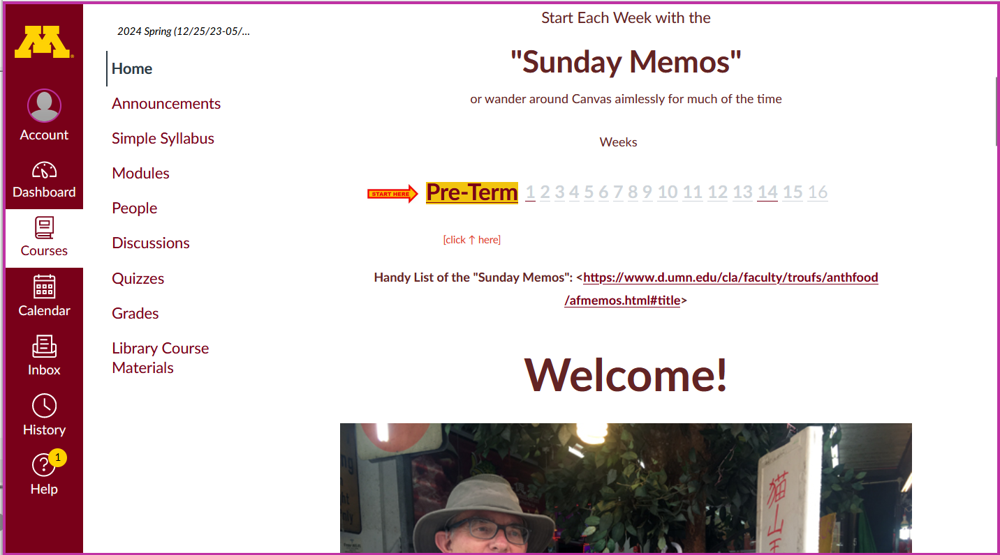 M
Account
Dashboard
Courses
Calendar
Inbox
History
1
Help
2024 Spring (12/25/23-05/...
Home
Announcements
Simple Syllabus
Modules
People
Discussions
Quizzes
Grades
Library Course
Materials
Start Each Week with the
"Sunday Memos"
or wander around Canvas aimlessly for much of the time
Weeks
START HERE Pre-Term 1 2 3 4 5 6 7 8 9 10 11 12 13 14 15 16
[click ↑ here]
Handy List of the "Sunday Memos": <https://www.d.umn.edu/cla/faculty/troufs/anthfood
/afmemos.html#title>
Welcome!
猫
山
王